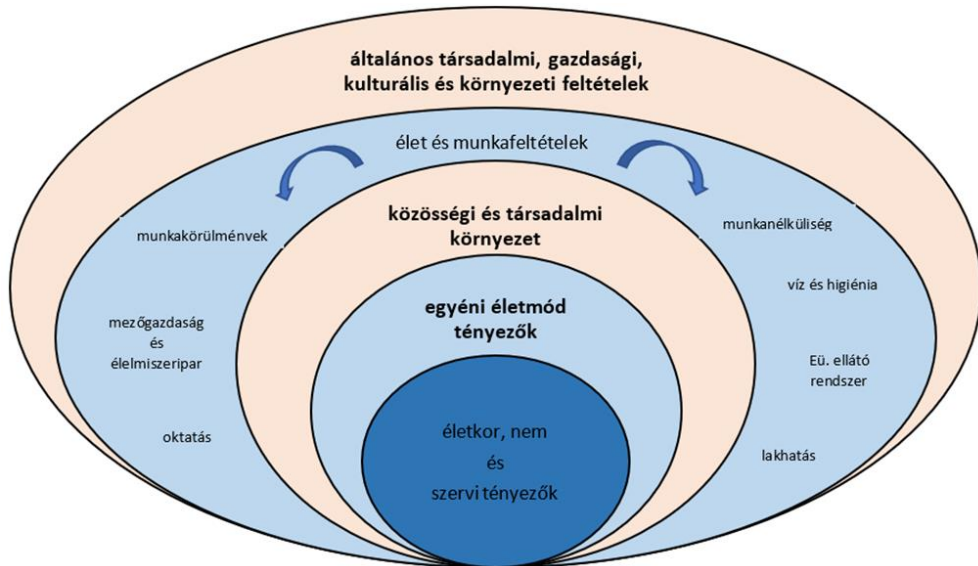 általános társadalmi, gazdasági,
kulturális és környezeti feltételek
élet és munkafeltételek
munkakörülménvek
mezőgazdaság
és
élelmiszeripar
oktatás
közösségi és társadalmi
környezet
egyéni életmód
tényezők
életkor, nem
és
szervi tényezők
munkanélküliség
víz és higiénia
Eü. ellátó
rendszer
lakhatás